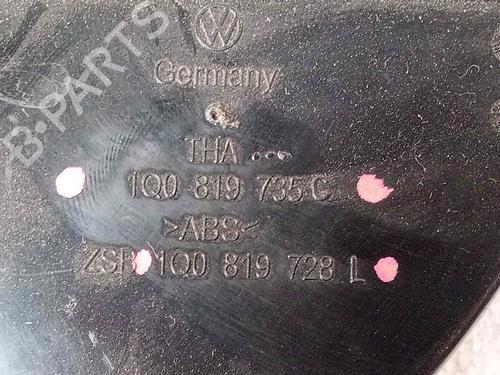 B-PARTS
Germany
THA
1Q0 819 735 C
>ABS<
ZSB 1Q0 819 728 L